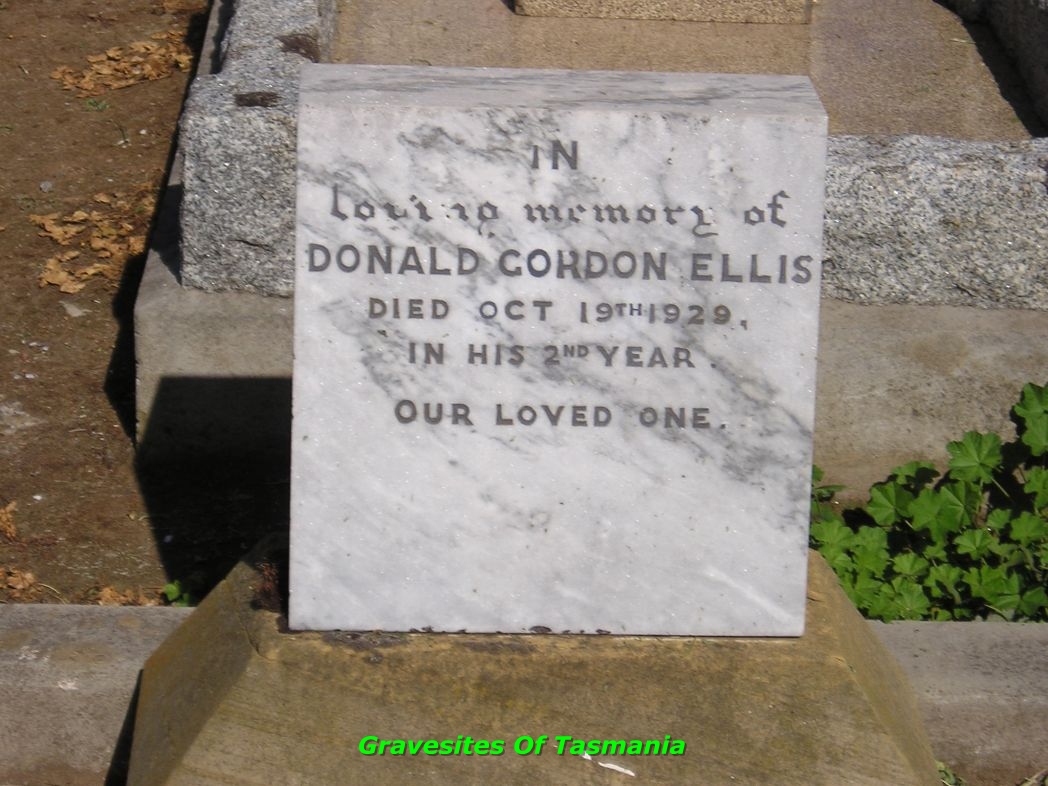 IN
loving memory of
DONALD GORDON ELLIS
DIED OCT 19TH 1929,
IN HIS 2ND YEAR.
OUR LOVED ONE.
Gravesites Of Tasmania